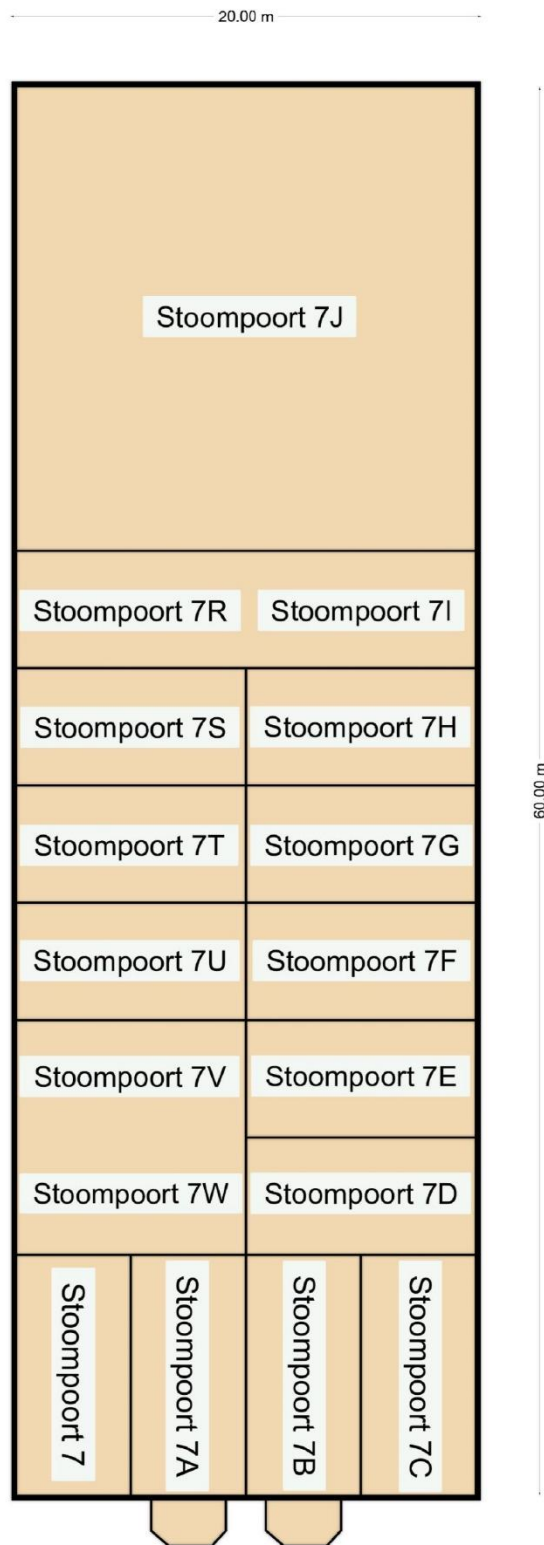 20.00 m
Stoompoort 7J
60.00 m
Stoompoort 7R
Stoompoort 7I
Stoompoort 7S
Stoompoort 7H
Stoompoort 7T
Stoompoort 7G
Stoompoort 7U
Stoompoort 7F
Stoompoort 7V
Stoompoort 7E
Stoompoort 7W
Stoompoort 7D
Stoompoort 7
Stoompoort 7A
Stoompoort 7B
Stoompoort 7C